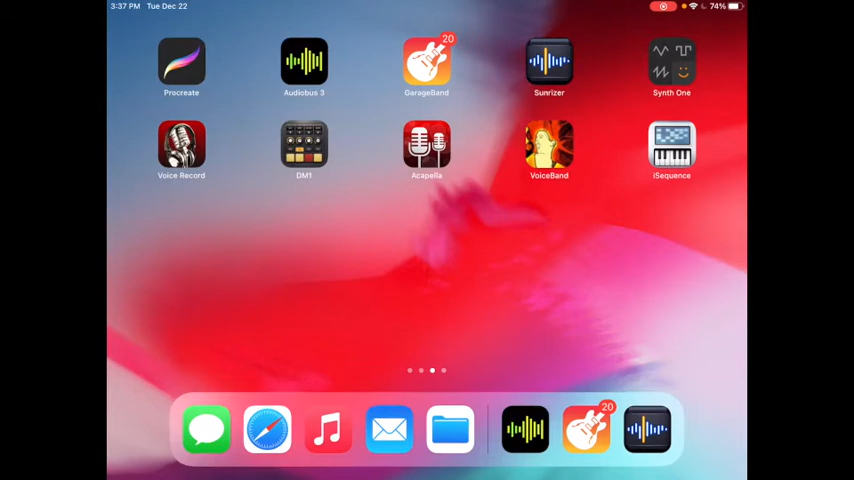 3:37 PM Tue Dec 22
74%
20
Procreate Audiobus 3 GarageBand Sunrizer Synth One
Voice Record DM1 Acapella VoiceBand iSequence
20